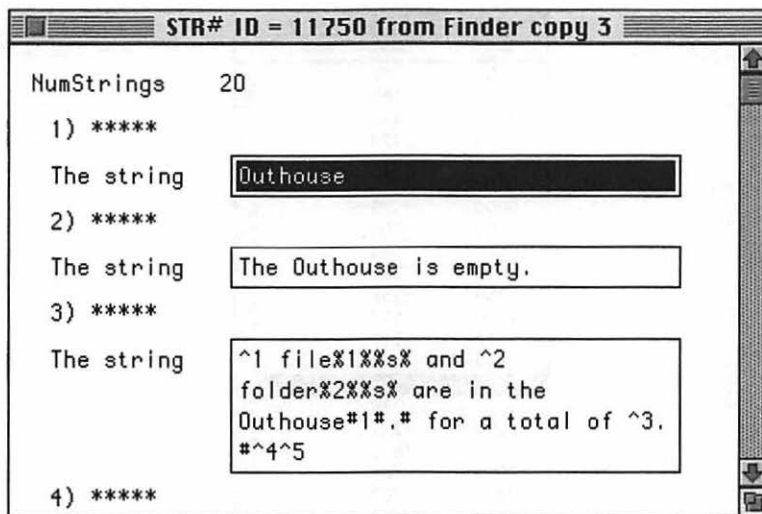 STR# ID = 11750 from Finder copy 3
NumStrings 20
1) *****
The string Outhouse
2) *****
The string The Outhouse is empty.
3) *****
The string ^1 file%1%%s% and ^2
folder%2%%s% are in the
Outhouse#1#.# for a total of ^3.
#^4^5
4) *****